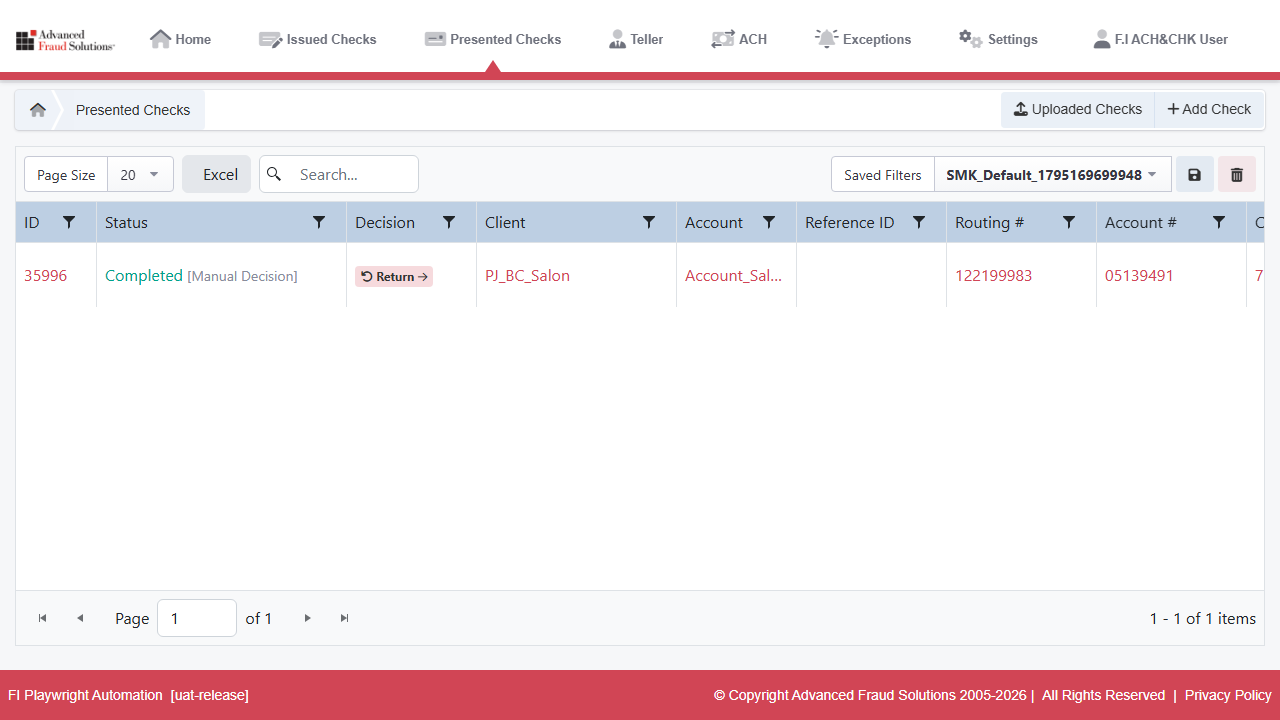 Advanced
Fraud Solutions
Home
Issued Checks
Presented Checks
Teller
ACH
Exceptions
Settings
F.I ACH&CHK User
Presented Checks
Uploaded Checks
Add Check
Page Size
20
Excel
Search...
Saved Filters
SMK_Default_1795169699948
ID
Status
Decision
Client
Account
Reference ID
Routing #
Account #
35996
Completed [Manual Decision]
Return
PJ_BC_Salon
Account_Sal...
122199983
05139491
7
Page 1 of 1
1 - 1 of 1 items
FI Playwright Automation [uat-release]
© Copyright Advanced Fraud Solutions 2005-2026 | All Rights Reserved | Privacy Policy